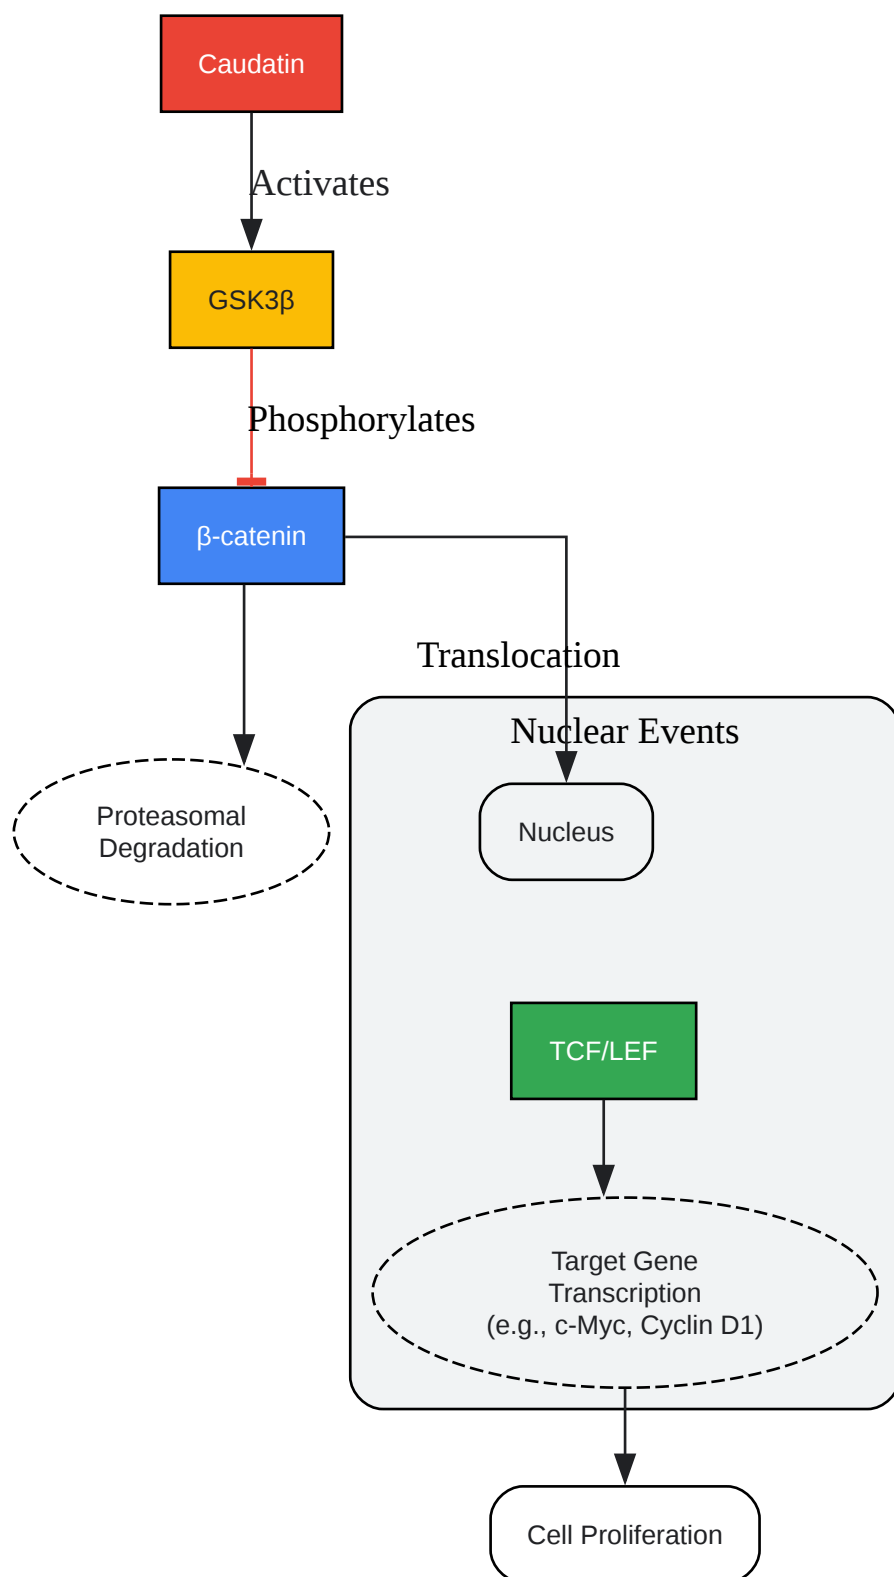 Caudatin
Activates
GSK3β
Phosphorylates
β-catenin
Translocation
Nuclear Events
Proteasomal
Degradation
Nucleus
TCF/LEF
Target Gene
Transcription
(e.g., c-Myc, Cyclin D1)
Cell Proliferation